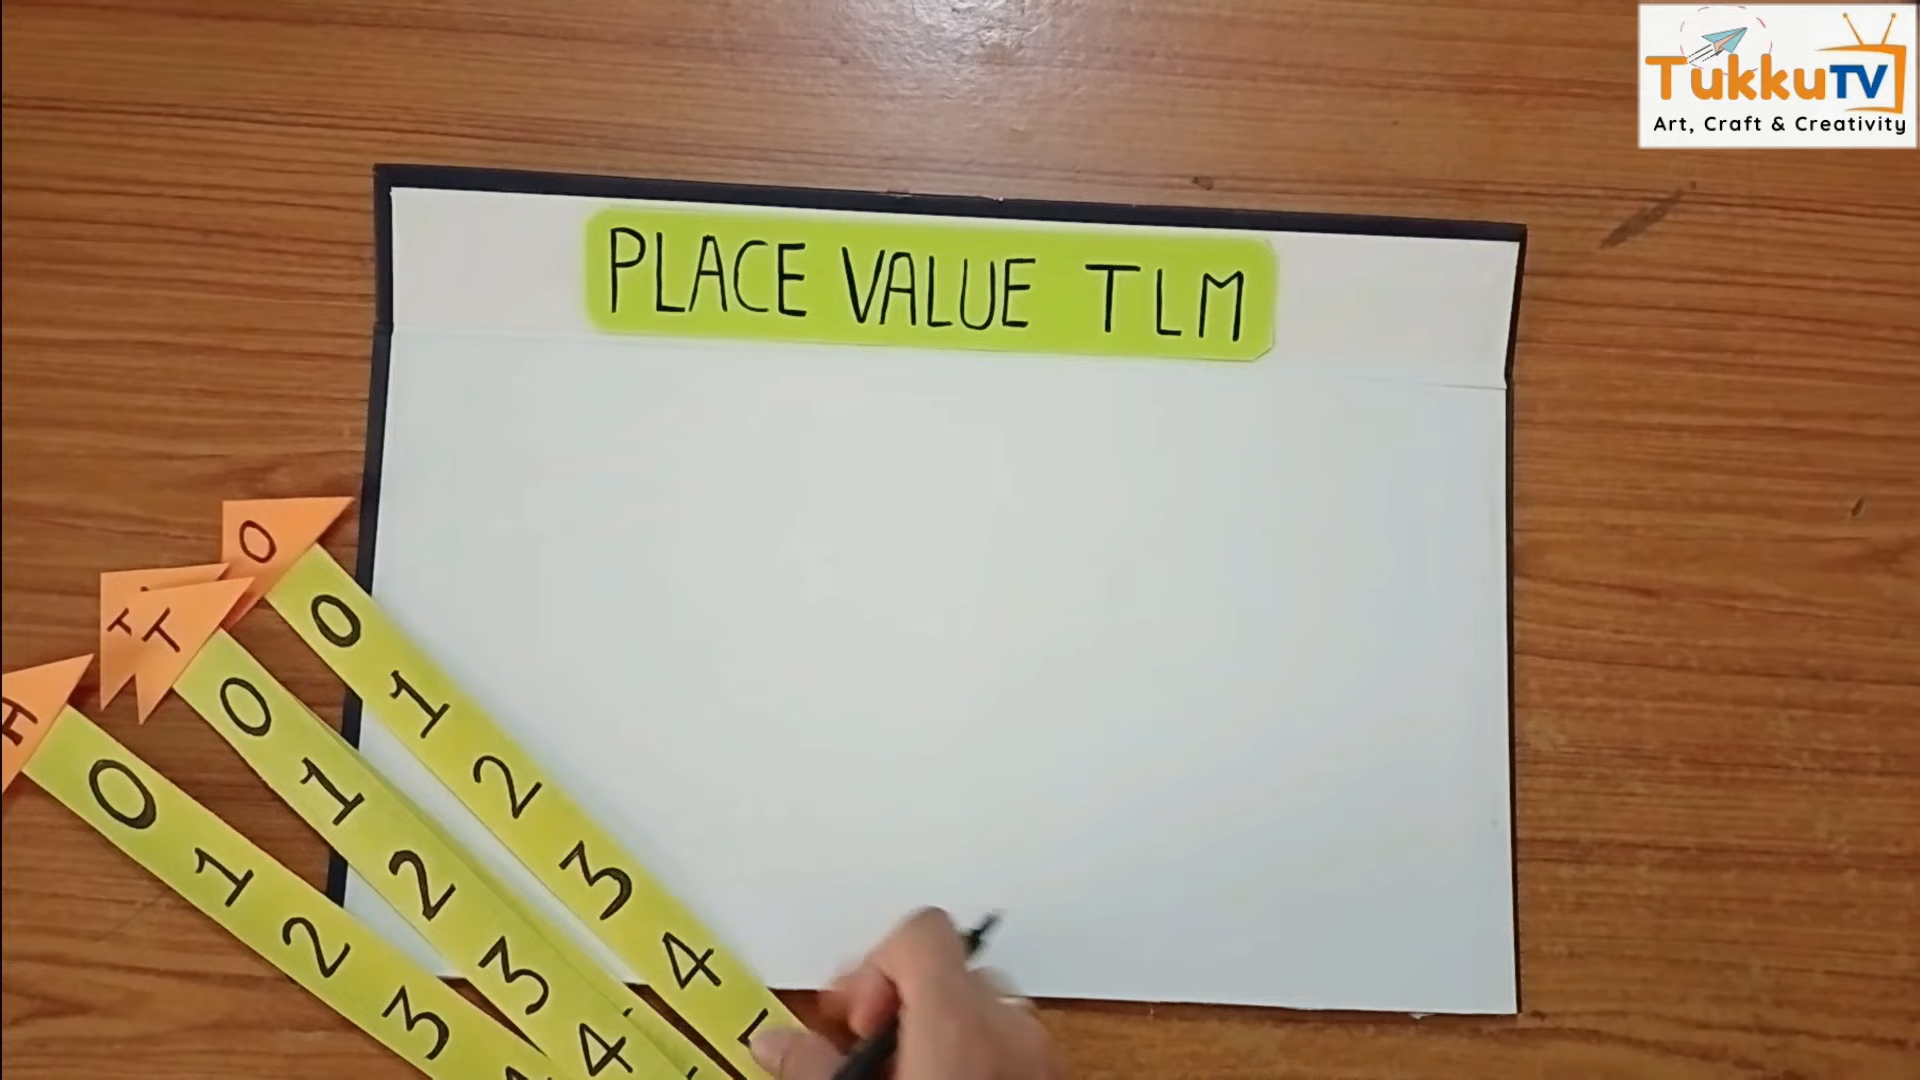 TukkuTV
Art, Craft & Creativity
PLACE VALUE TLM
O
T
T
H
0 1 2 3 4
0 1 2 3 4
0 1 2 3